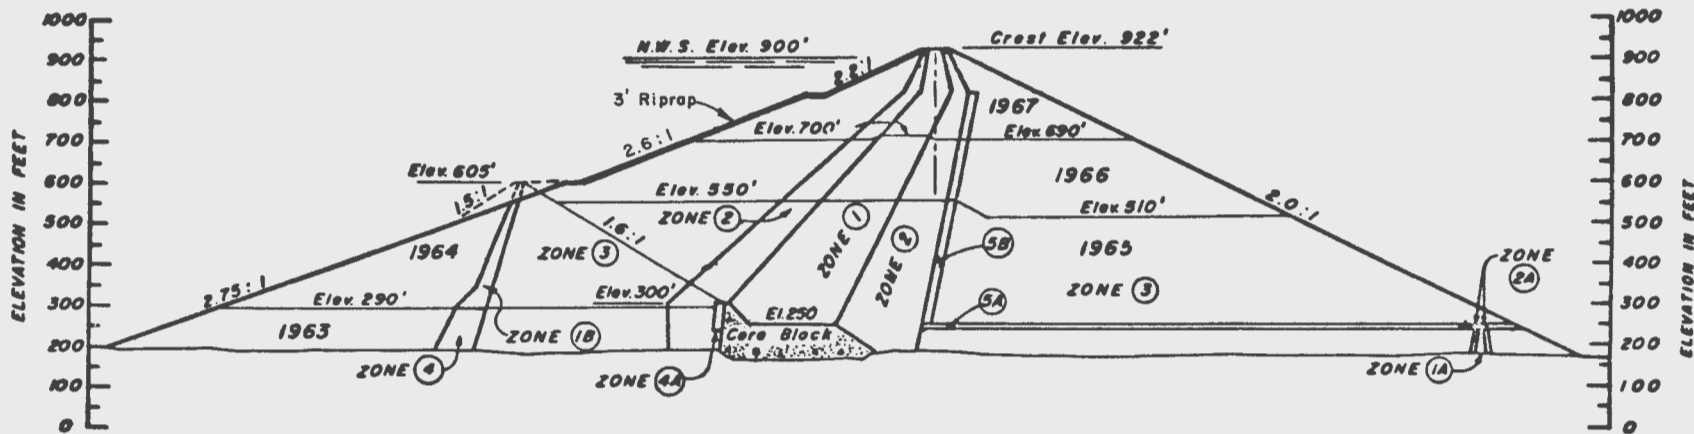 1000
900
800
700
600
500
400
300
200
100
0
ELEVATION IN FEET
N.W.S. Elev. 900'
Crest Elev. 922'
2.2:1
3' Riprap
1967
Elev. 700'
Elev. 690'
2.6:1
Elev. 605'
1966
1.5:1
Elev. 550'
2.0:1
ZONE 2
Elev. 510'
1.6:1
ZONE 1
1964
ZONE 3
ZONE 2
5B
1965
ZONE 2A
2.75:1
Elev. 290'
Elev. 300'
5A
ZONE 3
El. 250
1963
ZONE 1B
Core Block
ZONE 4
ZONE 4A
ZONE 1A
1000
900
800
700
600
500
400
300
200
100
0
ELEVATION IN FEET